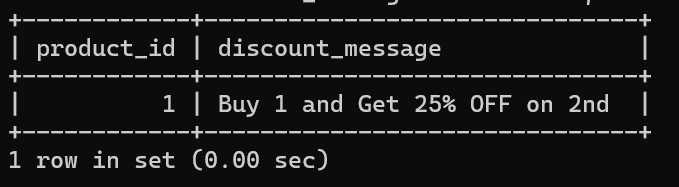 +------------+-----------------------------+
| product_id | discount_message            |
+------------+-----------------------------+
|          1 | Buy 1 and Get 25% OFF on 2nd  |
+------------+-----------------------------+
1 row in set (0.00 sec)